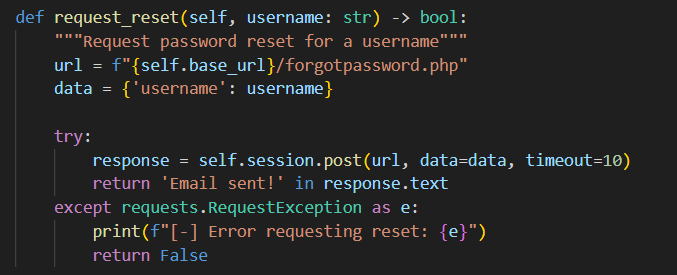 def request_reset(self, username: str) -> bool:
    """Request password reset for a username"""
    url = f"{self.base_url}/forgotpassword.php"
    data = {'username': username}

    try:
        response = self.session.post(url, data=data, timeout=10)
        return 'Email sent!' in response.text
    except requests.RequestException as e:
        print(f"[-] Error requesting reset: {e}")
        return False